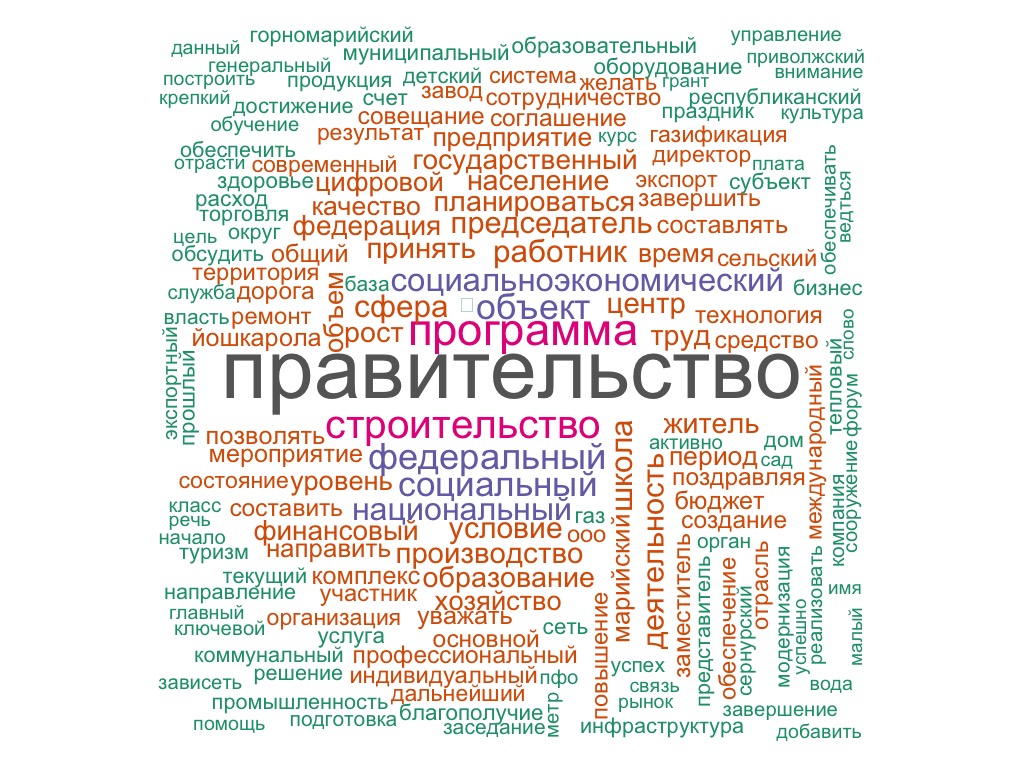 горномарийский
управление
данный
муниципальный
образовательный
генеральный
приволжский
построить
продукция
детский
система
желать
оборудование
грант
внимание
крепкий
достижение
счет
завод
сотрудничество
республиканский
обучение
совещание
соглашение
праздник
культура
результат
предприятие
курс
газификация
обеспечить
отрасти
современный
государственный
директор
плата
здоровье
цифровой
население
экспорт
субъект
обеспечивать
ведться
расход
торговля
качество
планироваться
завершить
цель
округ
федерация
председатель
составлять
обсудить
общий
принять
работник
время
сельский
территория
объем
база
социальноэкономический
бизнес
служба
дорога
сфера
объект
центр
технология
власть
ремонт
йошкарола
рост
программа
труд
средство
слово
экспортный
прошлый
правительство
тепловый
форум
международный
позволять
строительство
школа
житель
активно
дом
мероприятие
федеральный
деятельность
период
сад
состояние
уровень
социальный
поздравляя
компания
сооружение
класс
составить
национальный
газ
бюджет
речь
финансовый
условие
ооо
создание
начало
туризм
направить
производство
марийский
заместитель
орган
текущий
комплекс
образование
представитель
обеспечение
отрасль
модернизация
реализовать
направление
участник
хозяйство
сернурский
успешно
имя
малый
главный
организация
уважать
ключевой
услуга
основной
сеть
повышение
коммунальный
профессиональный
успех
зависеть
решение
индивидуальный
пфо
связь
вода
промышленность
дальнейший
метр
рынок
помощь
подготовка
благополучие
заседание
инфраструктура
завершение
добавить